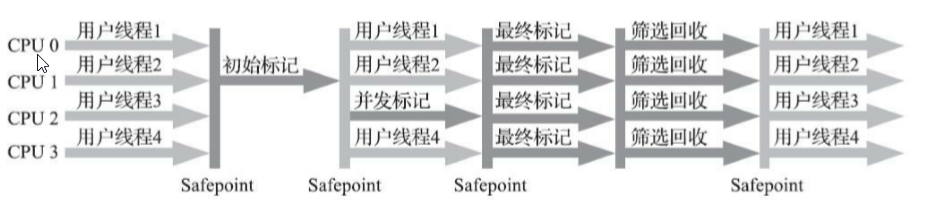 CPU 0 用户线程1 用户线程1 最终标记 筛选回收 用户线程1
CPU 1 用户线程2 初始标记 用户线程2 最终标记 筛选回收 用户线程2
CPU 2 用户线程3 并发标记 最终标记 筛选回收 用户线程3
CPU 3 用户线程4 用户线程4 最终标记 筛选回收 用户线程4
Safepoint Safepoint Safepoint Safepoint